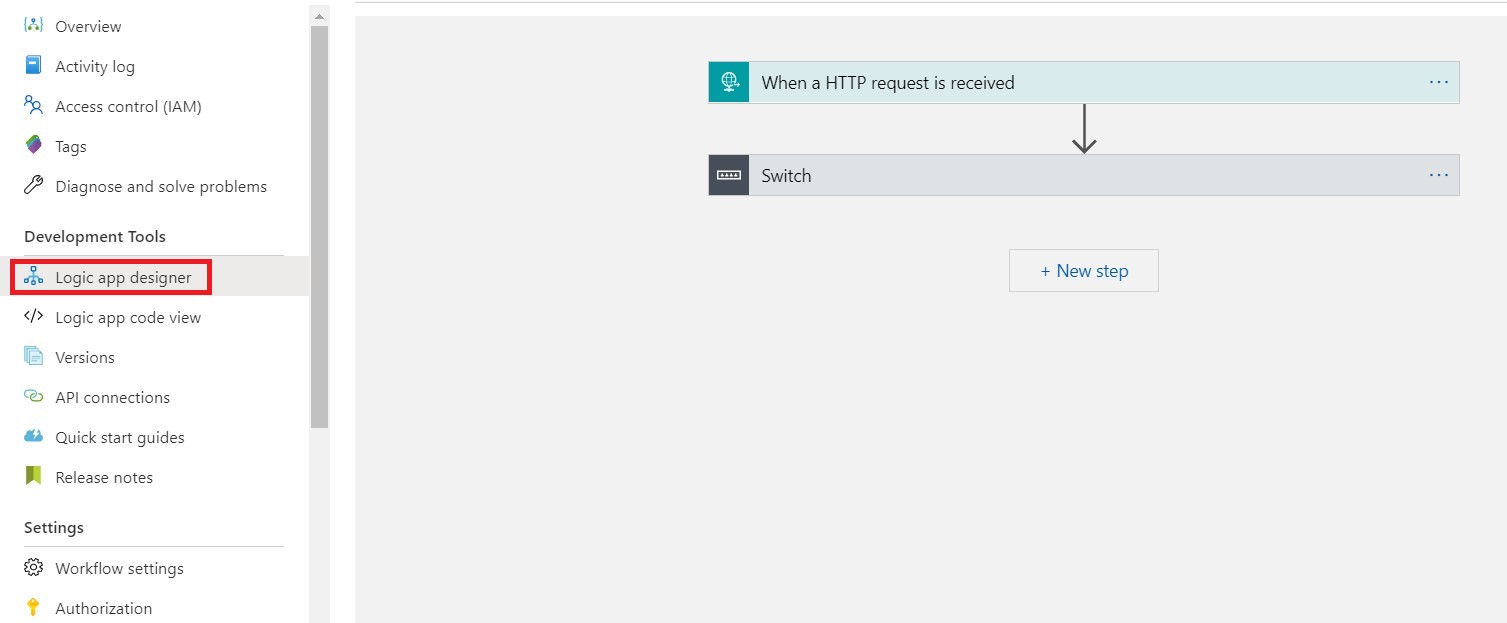 Overview
Activity log
Access control (IAM)
Tags
Diagnose and solve problems
Development Tools
Logic app designer
Logic app code view
Versions
API connections
Quick start guides
Release notes
Settings
Workflow settings
Authorization
When a HTTP request is received
Switch
+ New step